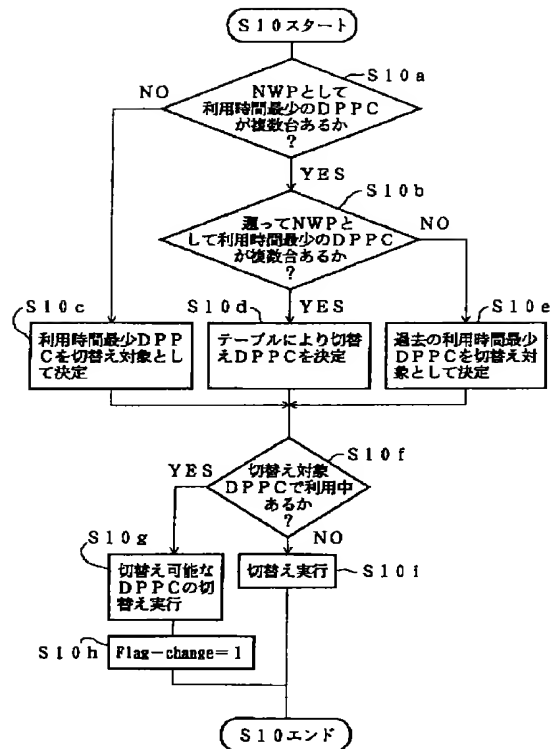 S10スタート
S10a
NWPとして
利用時間最少のDPPC
が複数台あるか
?
NO
YES
S10b
遡ってNWPと
して利用時間最少のDPPC
が複数台あるか
?
NO
YES
S10c
利用時間最少DPP
Cを切替え対象とし
て決定
S10d
テーブルにより切替
えDPPCを決定
S10e
過去の利用時間最少
DPPCを切替え対
象として決定
S10f
切替え対象
DPPCで利用中
あるか
?
YES
NO
S10g
切替え可能な
DPPCの切替
え実行
切替え実行
S10i
S10h
Flag-change=1
S10エンド